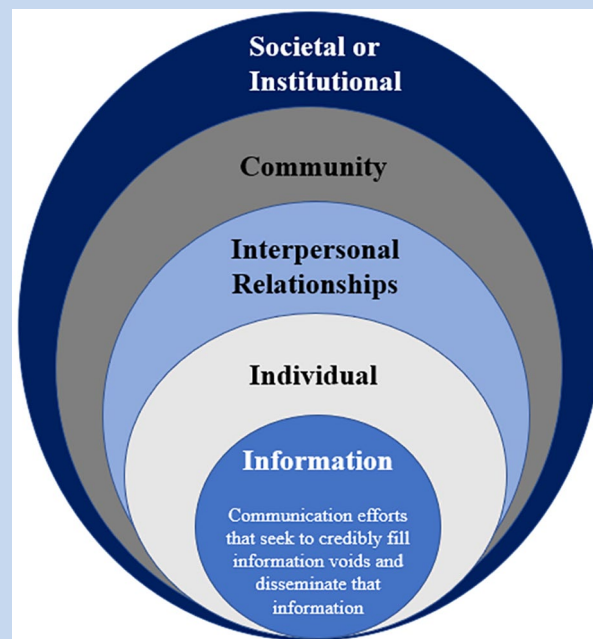 Societal or
Institutional
Community
Interpersonal
Relationships
Individual
Information
Communication efforts
that seek to credibly fill
information voids and
disseminate that
information